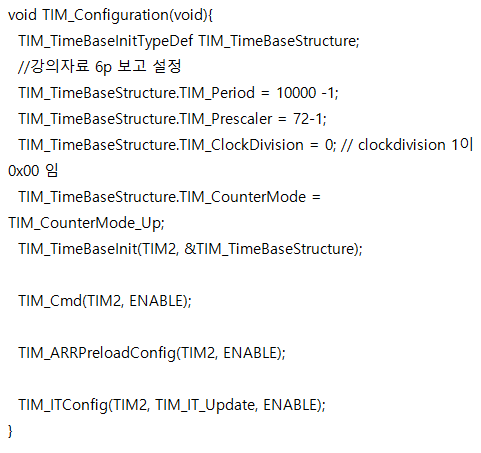 void TIM_Configuration(void){
TIM_TimeBaseInitTypeDef TIM_TimeBaseStructure;
//강의자료 6p 보고 설정
TIM_TimeBaseStructure.TIM_Period = 10000 -1;
TIM_TimeBaseStructure.TIM_Prescaler = 72-1;
TIM_TimeBaseStructure.TIM_ClockDivision = 0; // clockdivision 1이
0x00 임
TIM_TimeBaseStructure.TIM_CounterMode =
TIM_CounterMode_Up;
TIM_TimeBaseInit(TIM2, &TIM_TimeBaseStructure);
TIM_Cmd(TIM2, ENABLE);
TIM_ARRPreloadConfig(TIM2, ENABLE);
TIM_ITConfig(TIM2, TIM_IT_Update, ENABLE);
}